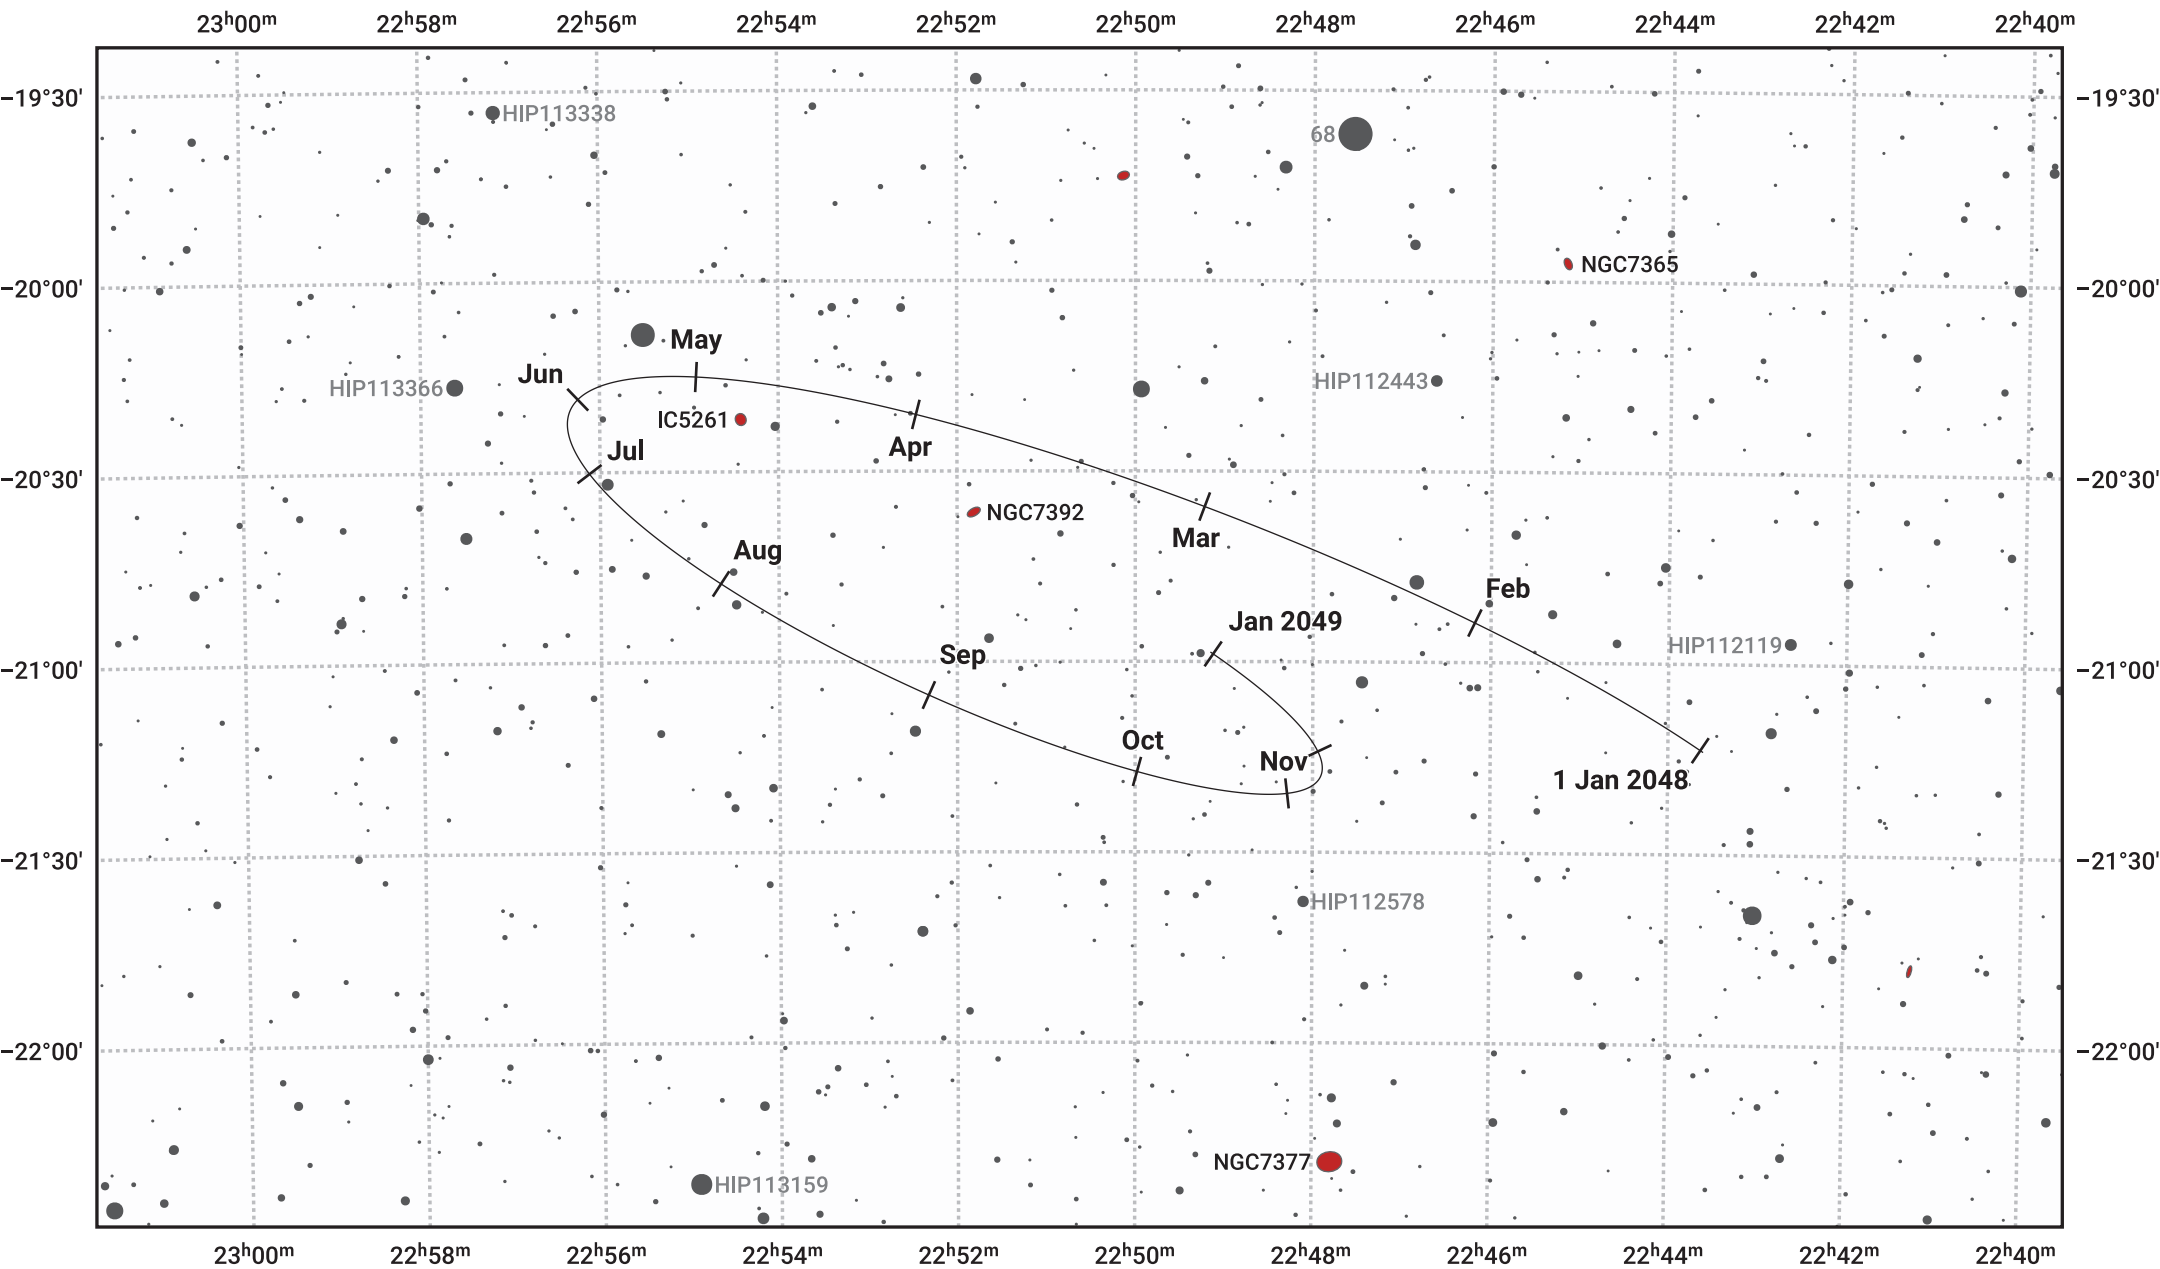 23h00m 22h58m 22h56m 22h54m 22h52m 22h50m 22h48m 22h46m 22h44m 22h42m 22h40m
−19°30' −19°30'
HIP113338
68
NGC7365
−20°00' −20°00'
May
Jun
HIP113366
HIP112443
IC5261
Apr
Jul
−20°30' −20°30'
NGC7392
Mar
Aug
Feb
Jan 2049
HIP112119
Sep
−21°00' −21°00'
Oct
Nov
1 Jan 2048
−21°30' −21°30'
HIP112578
−22°00' −22°00'
NGC7377
HIP113159
23h00m 22h58m 22h56m 22h54m 22h52m 22h50m 22h48m 22h46m 22h44m 22h42m 22h40m